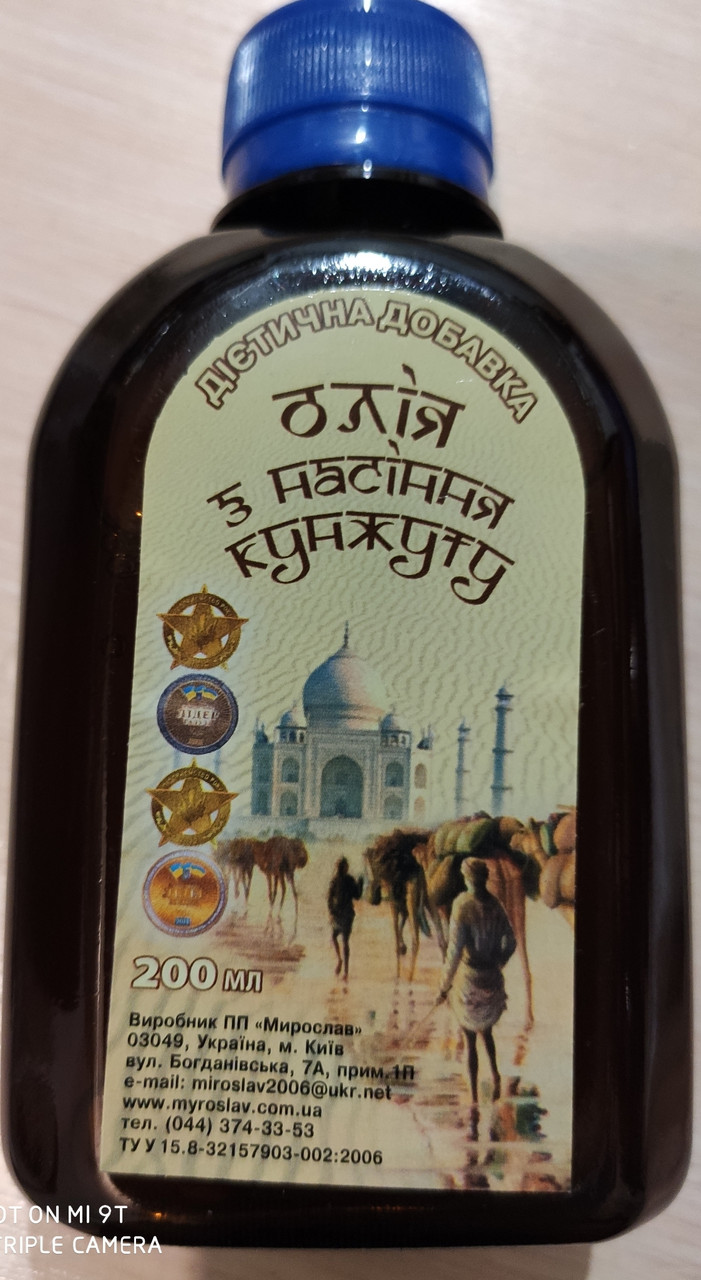 ДІЄТИЧНА ДОБАВКА
ОЛІЯ
З НАСІННЯ
КУНЖУТУ
ЛІДЕР
200 мл
Виробник ПП «Мирослав»
03049, Україна, м. Київ
вул. Богданівська, 7А, прим.1П
e-mail: miroslav2006@ukr.net
www.myroslav.com.ua
тел. (044) 374-33-53
ТУ У 15.8-32157903-002:2006
OT ON MI 9T
TRIPLE CAMERA